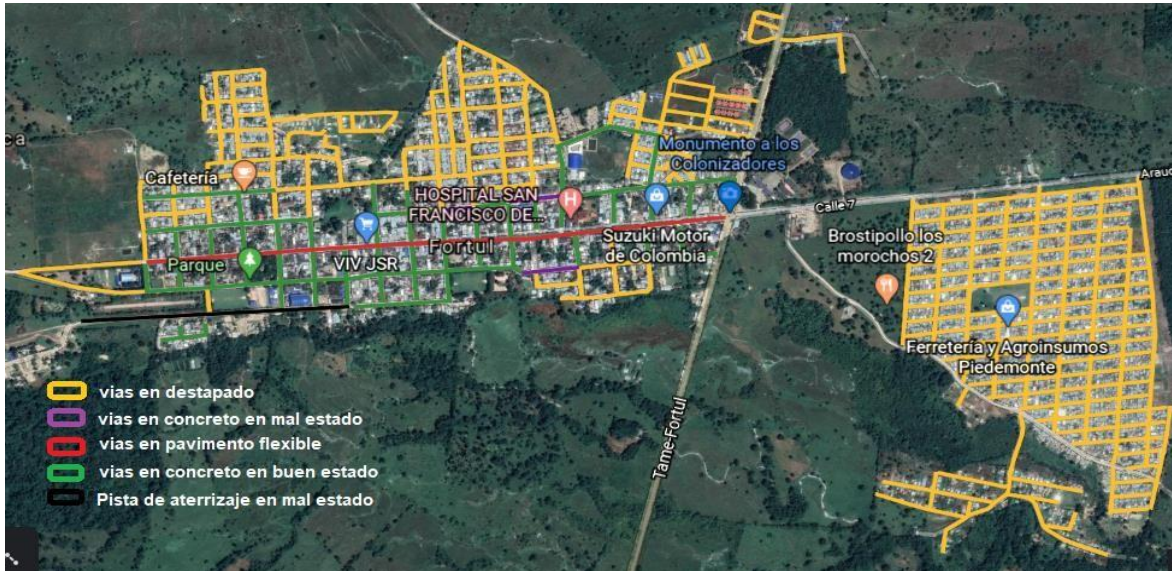 c a
Cafetería
Monumento a los
Colonizadores
HOSPITAL SAN
FRANCISCO DE...
H
Fortul
VIV JSR
Parque
Suzuki Motor
de Colombia
Calle 7
Arauc
Brostipollo los
morochos 2
Ferretería y Agroinsumos
Piedemonte
Tame-Fortul
vias en destapado
vias en concreto en mal estado
vias en pavimento flexible
vias en concreto en buen estado
Pista de aterrizaje en mal estado